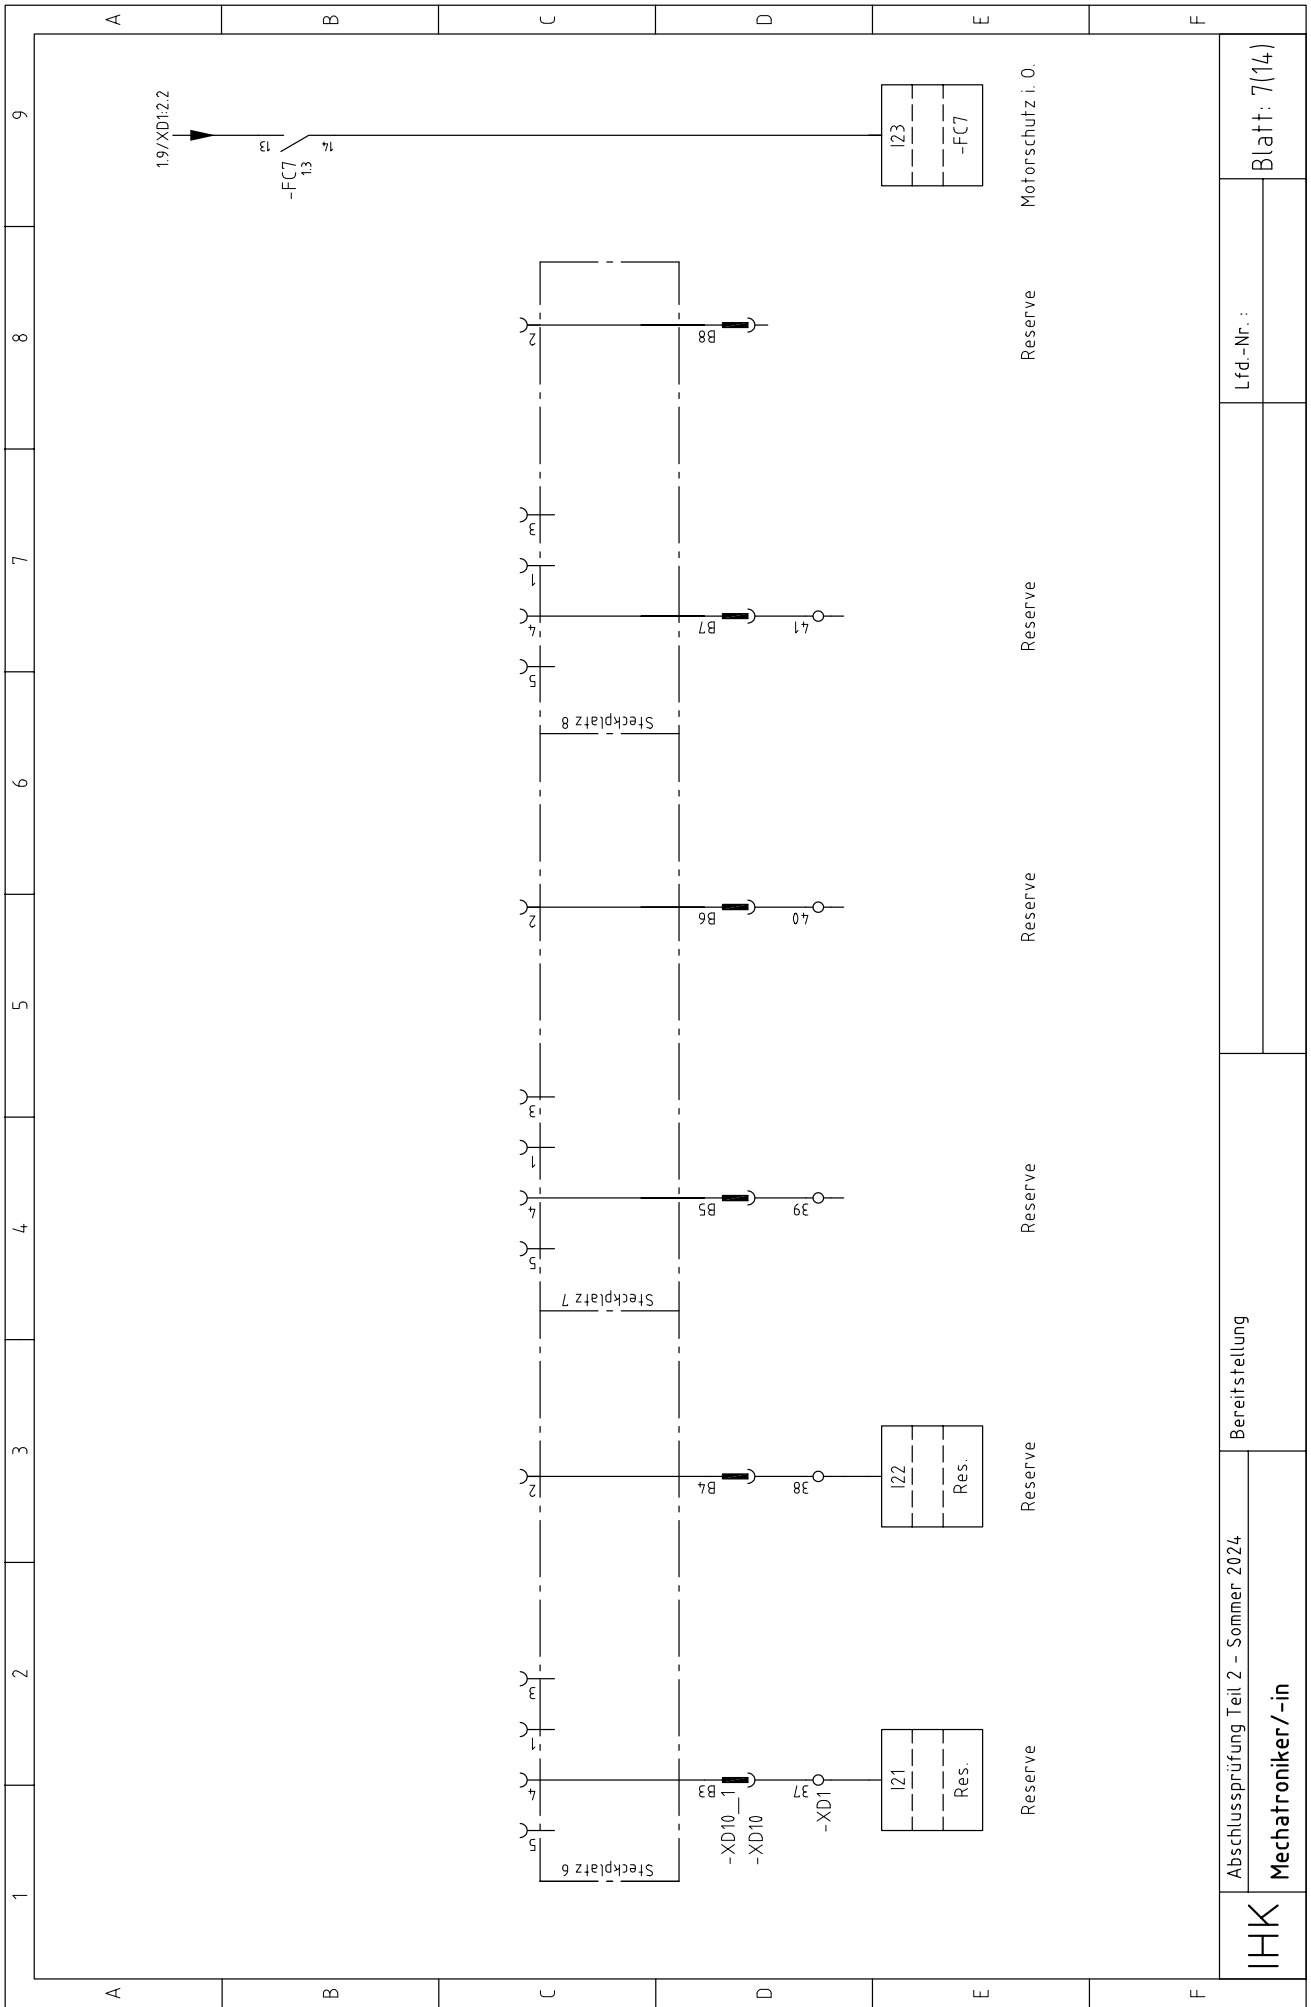 1 2 3 4 5 6 7 8 9
A A
B B
C C
D D
E E
F F
1.9/XD1:2.2
13
-FC7
1.3
14
5 4 1 3 2 5 4 1 3 2 5 4 1 3 2
Steckplatz 6
Steckplatz 7
Steckplatz 8
B3 B4 B5 B6 B7 B8
-XD10__1
-XD10
37 38 39 40 41
-XD1
I21 I22 I23
Res. Res. -FC7
Reserve Reserve Reserve Reserve Reserve Reserve Motorschutz i. O.
IHK
Abschlussprüfung Teil 2 - Sommer 2024
Mechatroniker/-in
Bereitstellung
Lfd.-Nr. :
Blatt: 7(14)